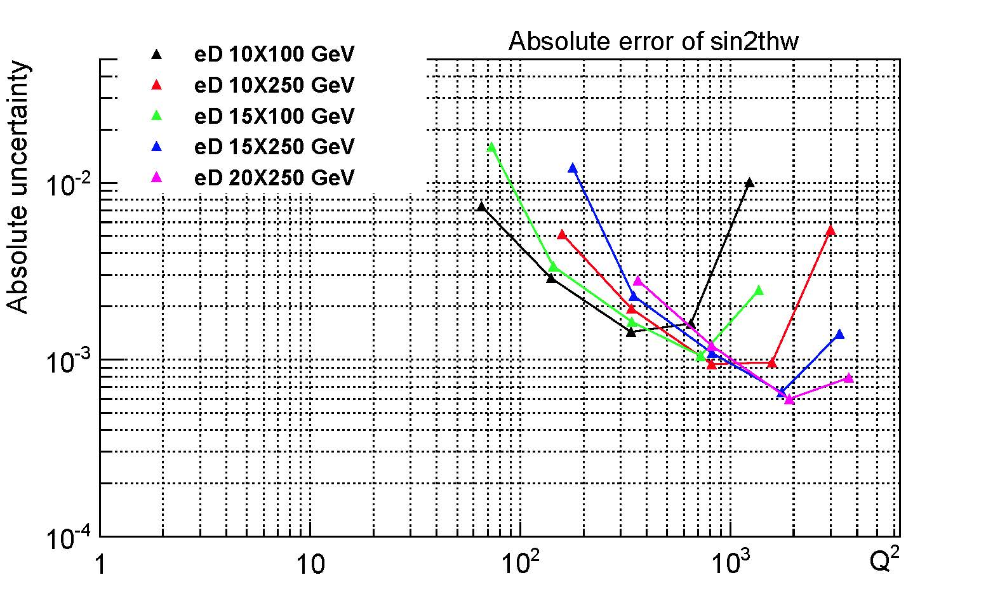 Absolute error of sin2thw
eD 10X100 GeV
eD 10X250 GeV
eD 15X100 GeV
eD 15X250 GeV
eD 20X250 GeV
Absolute uncertainty
10-2
10-3
10-4
1 10 10² 10³ Q²